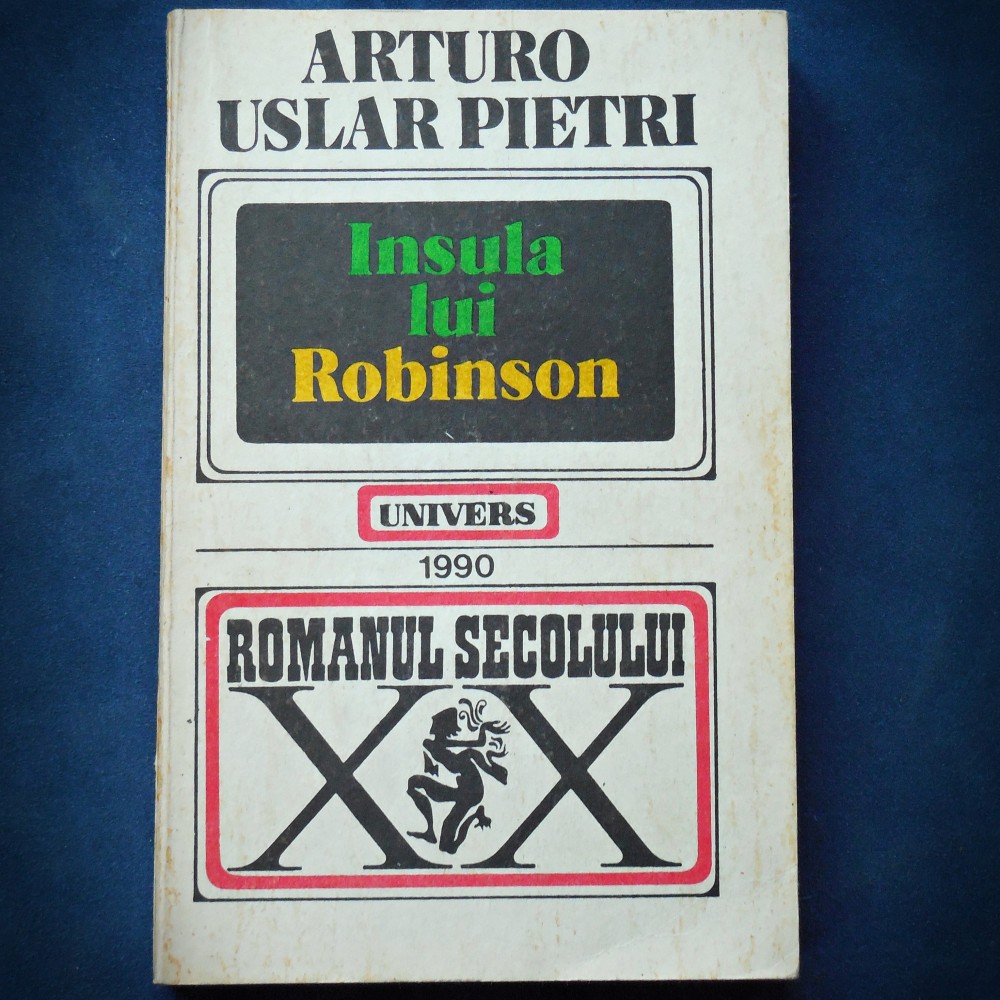 ARTURO
USLAR PIETRI
Insula
lui
Robinson
UNIVERS
1990
ROMANUL SECOLULUI
XX